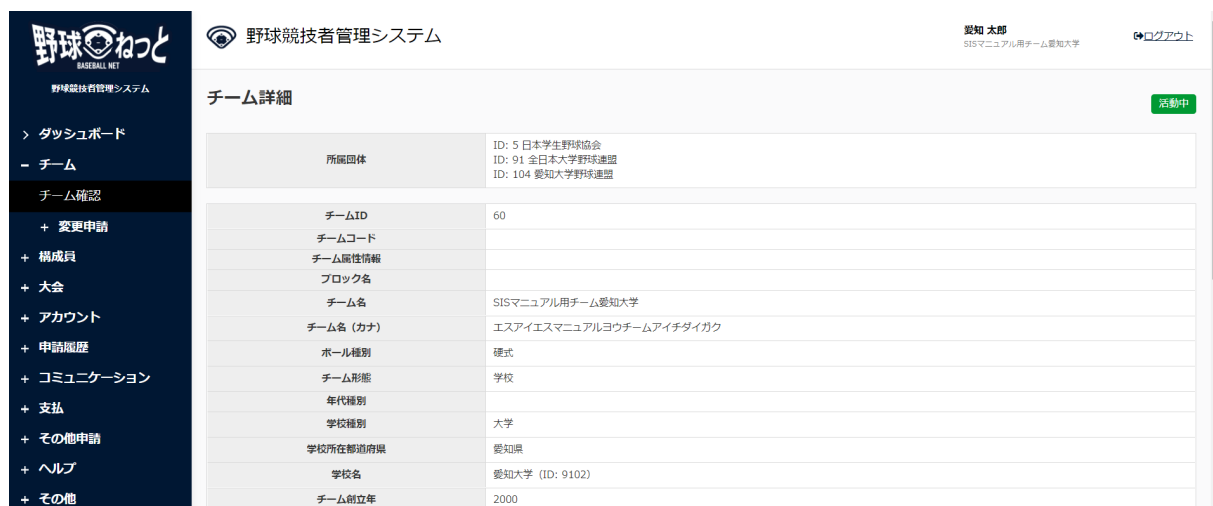 野球ねっと
BASEBALL NET
野球競技者管理システム
> ダッシュボード
− チーム
チーム確認
+ 変更申請
+ 構成員
+ 大会
+ アカウント
+ 申請履歴
+ コミュニケーション
+ 支払
+ その他申請
+ ヘルプ
+ その他
野球競技者管理システム
愛知 太郎
SISマニュアル用チーム愛知大学
ログアウト
チーム詳細
活動中
所属団体
ID: 5 日本学生野球協会
ID: 91 全日本大学野球連盟
ID: 104 愛知大学野球連盟
チームID 60
チームコード
チーム属性情報
ブロック名
チーム名 SISマニュアル用チーム愛知大学
チーム名（カナ） エスアイエスマニュアルヨウチームアイチダイガク
ボール種別 硬式
チーム形態 学校
年代種別
学校種別 大学
学校所在都道府県 愛知県
学校名 愛知大学（ID: 9102）
チーム創立年 2000